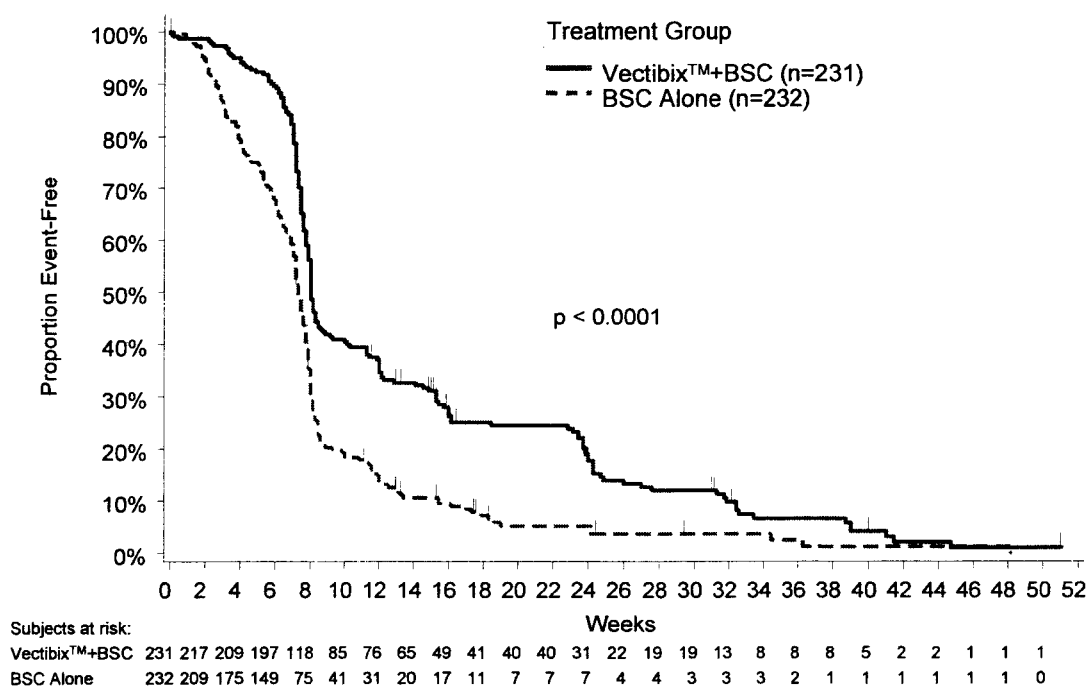 Treatment Group
Vectibix™+BSC (n=231)
BSC Alone (n=232)
100%
90%
80%
70%
60%
50%
40%
30%
20%
10%
0%
Proportion Event-Free
p < 0.0001
0 2 4 6 8 10 12 14 16 18 20 22 24 26 28 30 32 34 36 38 40 42 44 46 48 50 52
Weeks
Subjects at risk:
Vectibix™+BSC 231 217 209 197 118 85 76 65 49 41 40 40 31 22 19 19 13 8 8 8 5 2 2 1 1 1
BSC Alone 232 209 175 149 75 41 31 20 17 11 7 7 7 4 4 3 3 3 2 1 1 1 1 1 1 0